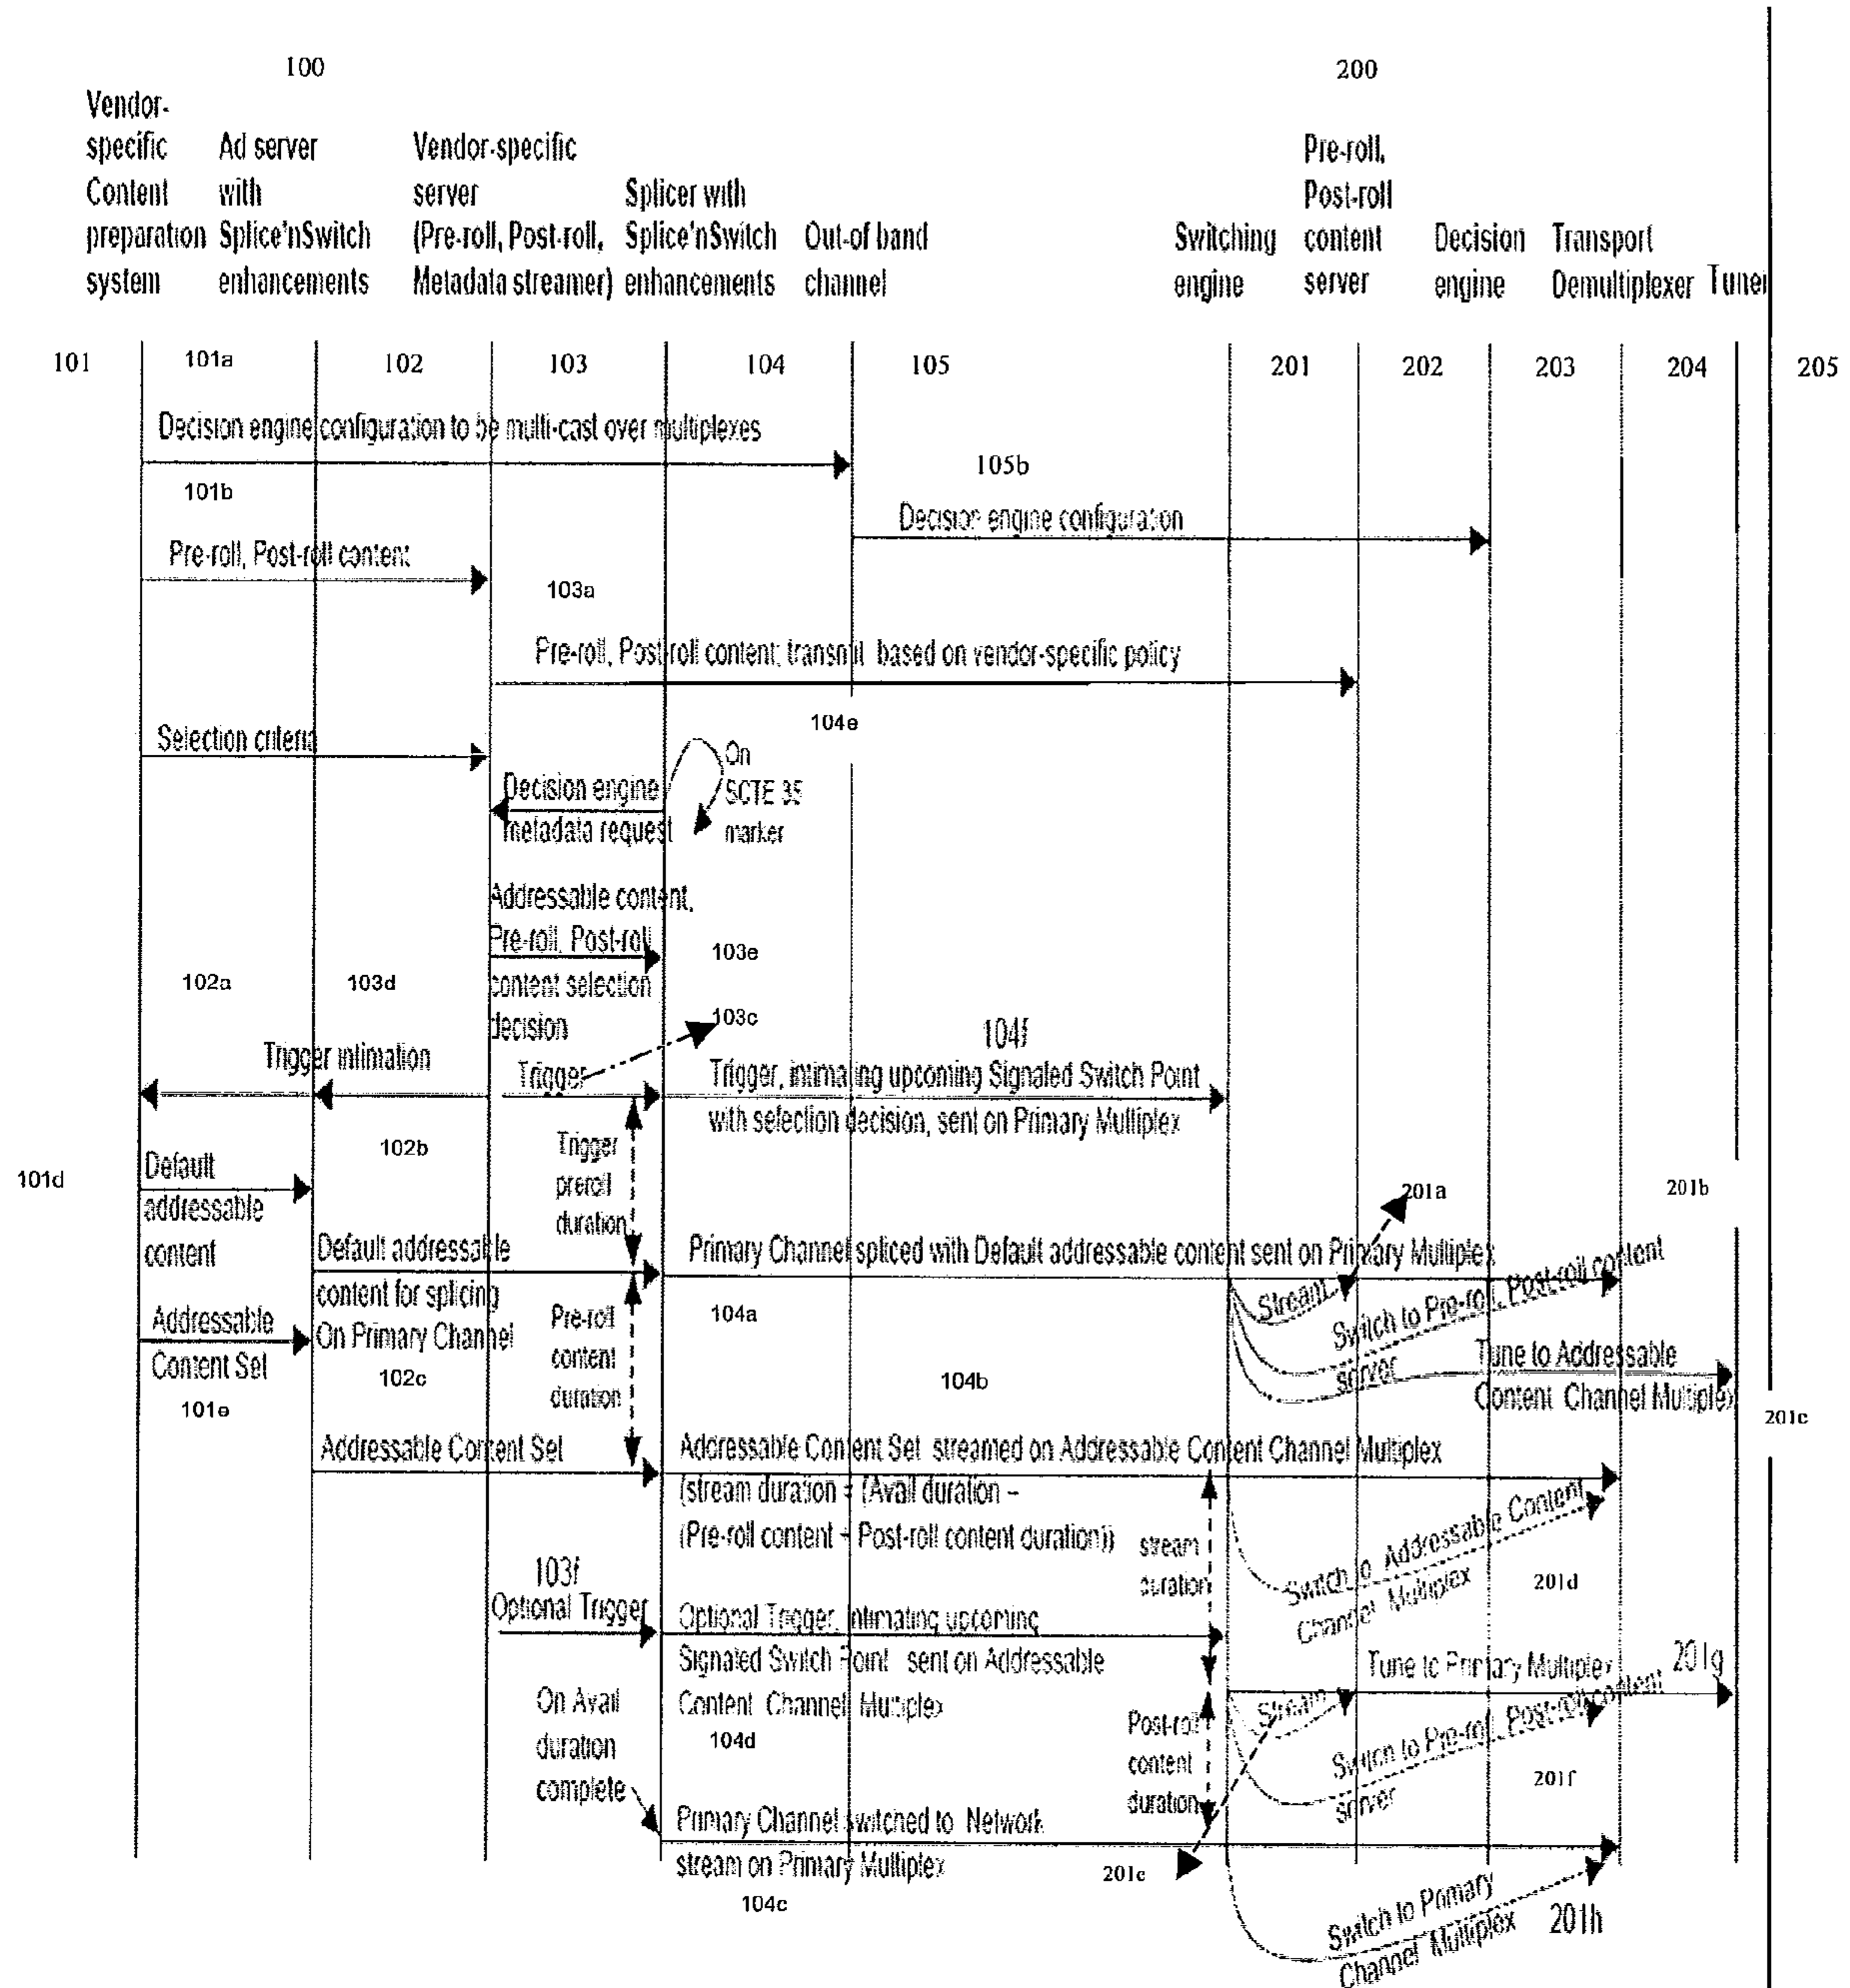 100
200
Vendor-
specific
Content
preparation
system
Ad server
with
Splice'nSwitch
enhancements
Vendor-specific
server
(Pre-roll, Post-roll,
Metadata streamer)
Splicer with
Splice'nSwitch
enhancements
Out-of band
channel
Switching
engine
Pre-roll,
Post-roll
content
server
Decision
engine
Transport
Demultiplexer
Tuner
101
101a
102
103
104
105
201
202
203
204
205
Decision engine configuration to be multi-cast over multiplexes
101b
105b
Decision engine configuration
Pre-roll, Post-roll content
103a
Pre-roll, Post-roll content; transmit based on vendor-specific policy
104e
Selection criteria
On
SCTE 35
marker
Decision engine
metadata request
Addressable content,
Pre-roll, Post-roll
content selection
decision
103e
102a
103d
103c
104f
Trigger intimation
Trigger
Trigger, intimating upcoming Signaled Switch Point
with selection decision, sent on Primary Multiplex
102b
Trigger
preroll
duration
101d
Default
addressable
content
201a
201b
Default addressable
content for splicing
On Primary Channel
Primary Channel spliced with Default addressable content sent on Primary Multiplex
Stream
Switch to Pre-roll, Post-roll content
server
104a
Pre-roll
content
duration
Addressable
Content Set
101e
102c
104b
Tune to Addressable
Content Channel Multiplex
201c
Addressable Content Set
Addressable Content Set streamed on Addressable Content Channel Multiplex
(stream duration = (Avail duration –
(Pre-roll content + Post-roll content duration))
stream
duration
Switch to Addressable Content
Channel Multiplex
201d
103f
Optional Trigger
Optional Trigger, intimating upcoming
Signaled Switch Point sent on Addressable
Content Channel Multiplex
104d
Tune to Primary Multiplex
201g
Stream
Switch to Pre-roll, Post-roll content
server
201f
On Avail
duration
complete
Post-roll
content
duration
Primary Channel switched to Network
stream on Primary Multiplex
104c
201e
Switch to Primary
Channel Multiplex
201h